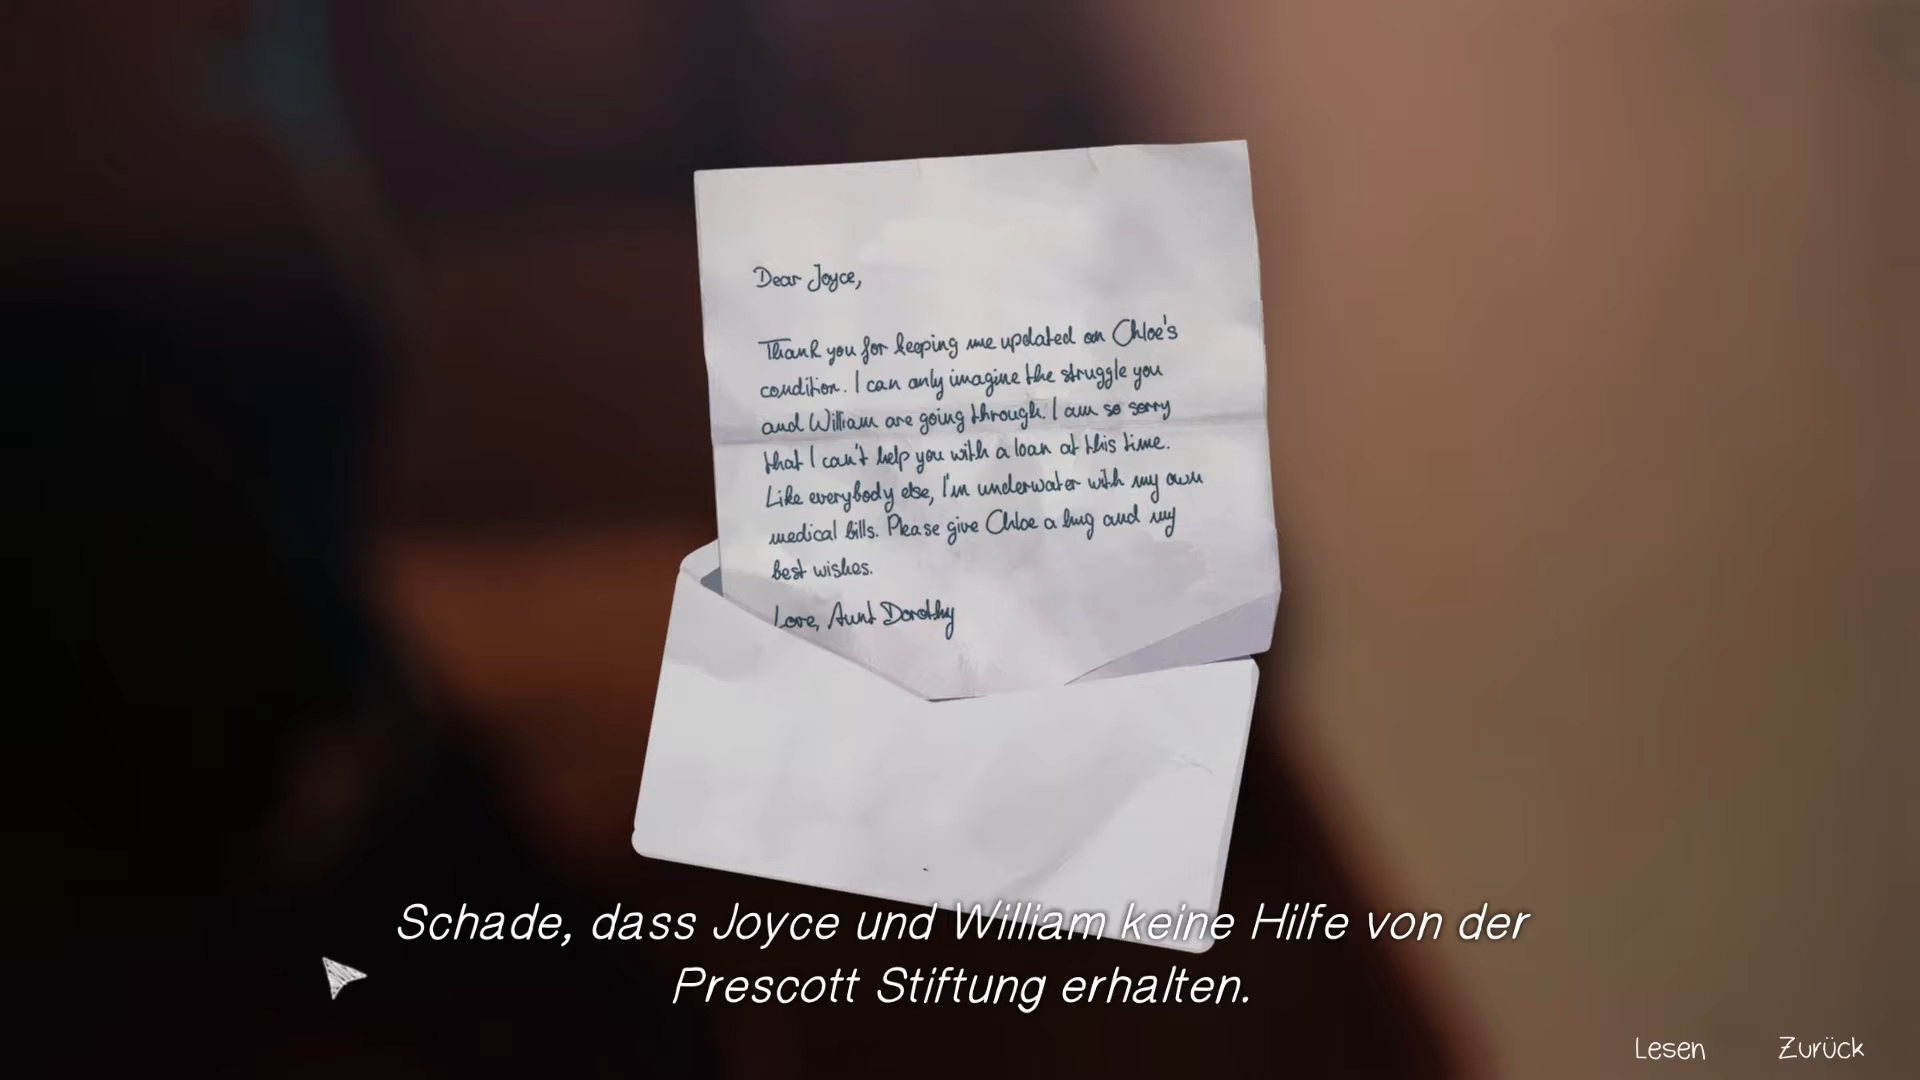 Dear Joyce,
Thank you for keeping me updated on Chloe's
condition. I can only imagine the struggle you
and William are going through. I am so sorry
that I can't help you with a loan at this time.
Like everybody else, I'm underwater with my own
medical bills. Please give Chloe a hug and my
best wishes.
Love, Aunt Dorothy
Schade, dass Joyce und William keine Hilfe von der
Prescott Stiftung erhalten.
Lesen Zurück